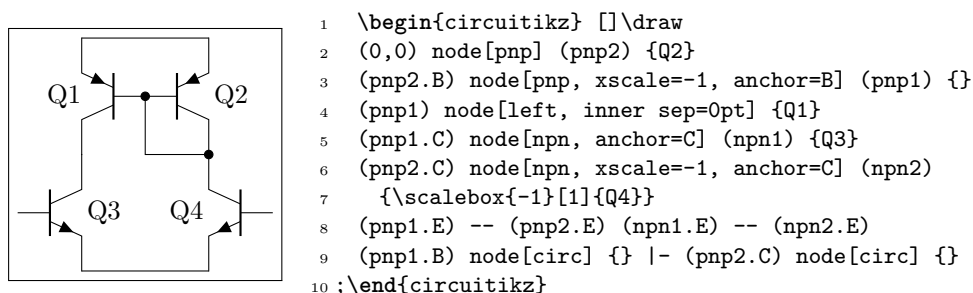 Q1
Q2
Q3
Q4
1 \begin{circuitikz} []\draw
2 (0,0) node[pnp] (pnp2) {Q2}
3 (pnp2.B) node[pnp, xscale=-1, anchor=B] (pnp1) {}
4 (pnp1) node[left, inner sep=0pt] {Q1}
5 (pnp1.C) node[npn, anchor=C] (npn1) {Q3}
6 (pnp2.C) node[npn, xscale=-1, anchor=C] (npn2)
7 {\scalebox{-1}[1]{Q4}}
8 (pnp1.E) -- (pnp2.E) (npn1.E) -- (npn2.E)
9 (pnp1.B) node[circ] {} |- (pnp2.C) node[circ] {}
10 ;\end{circuitikz}